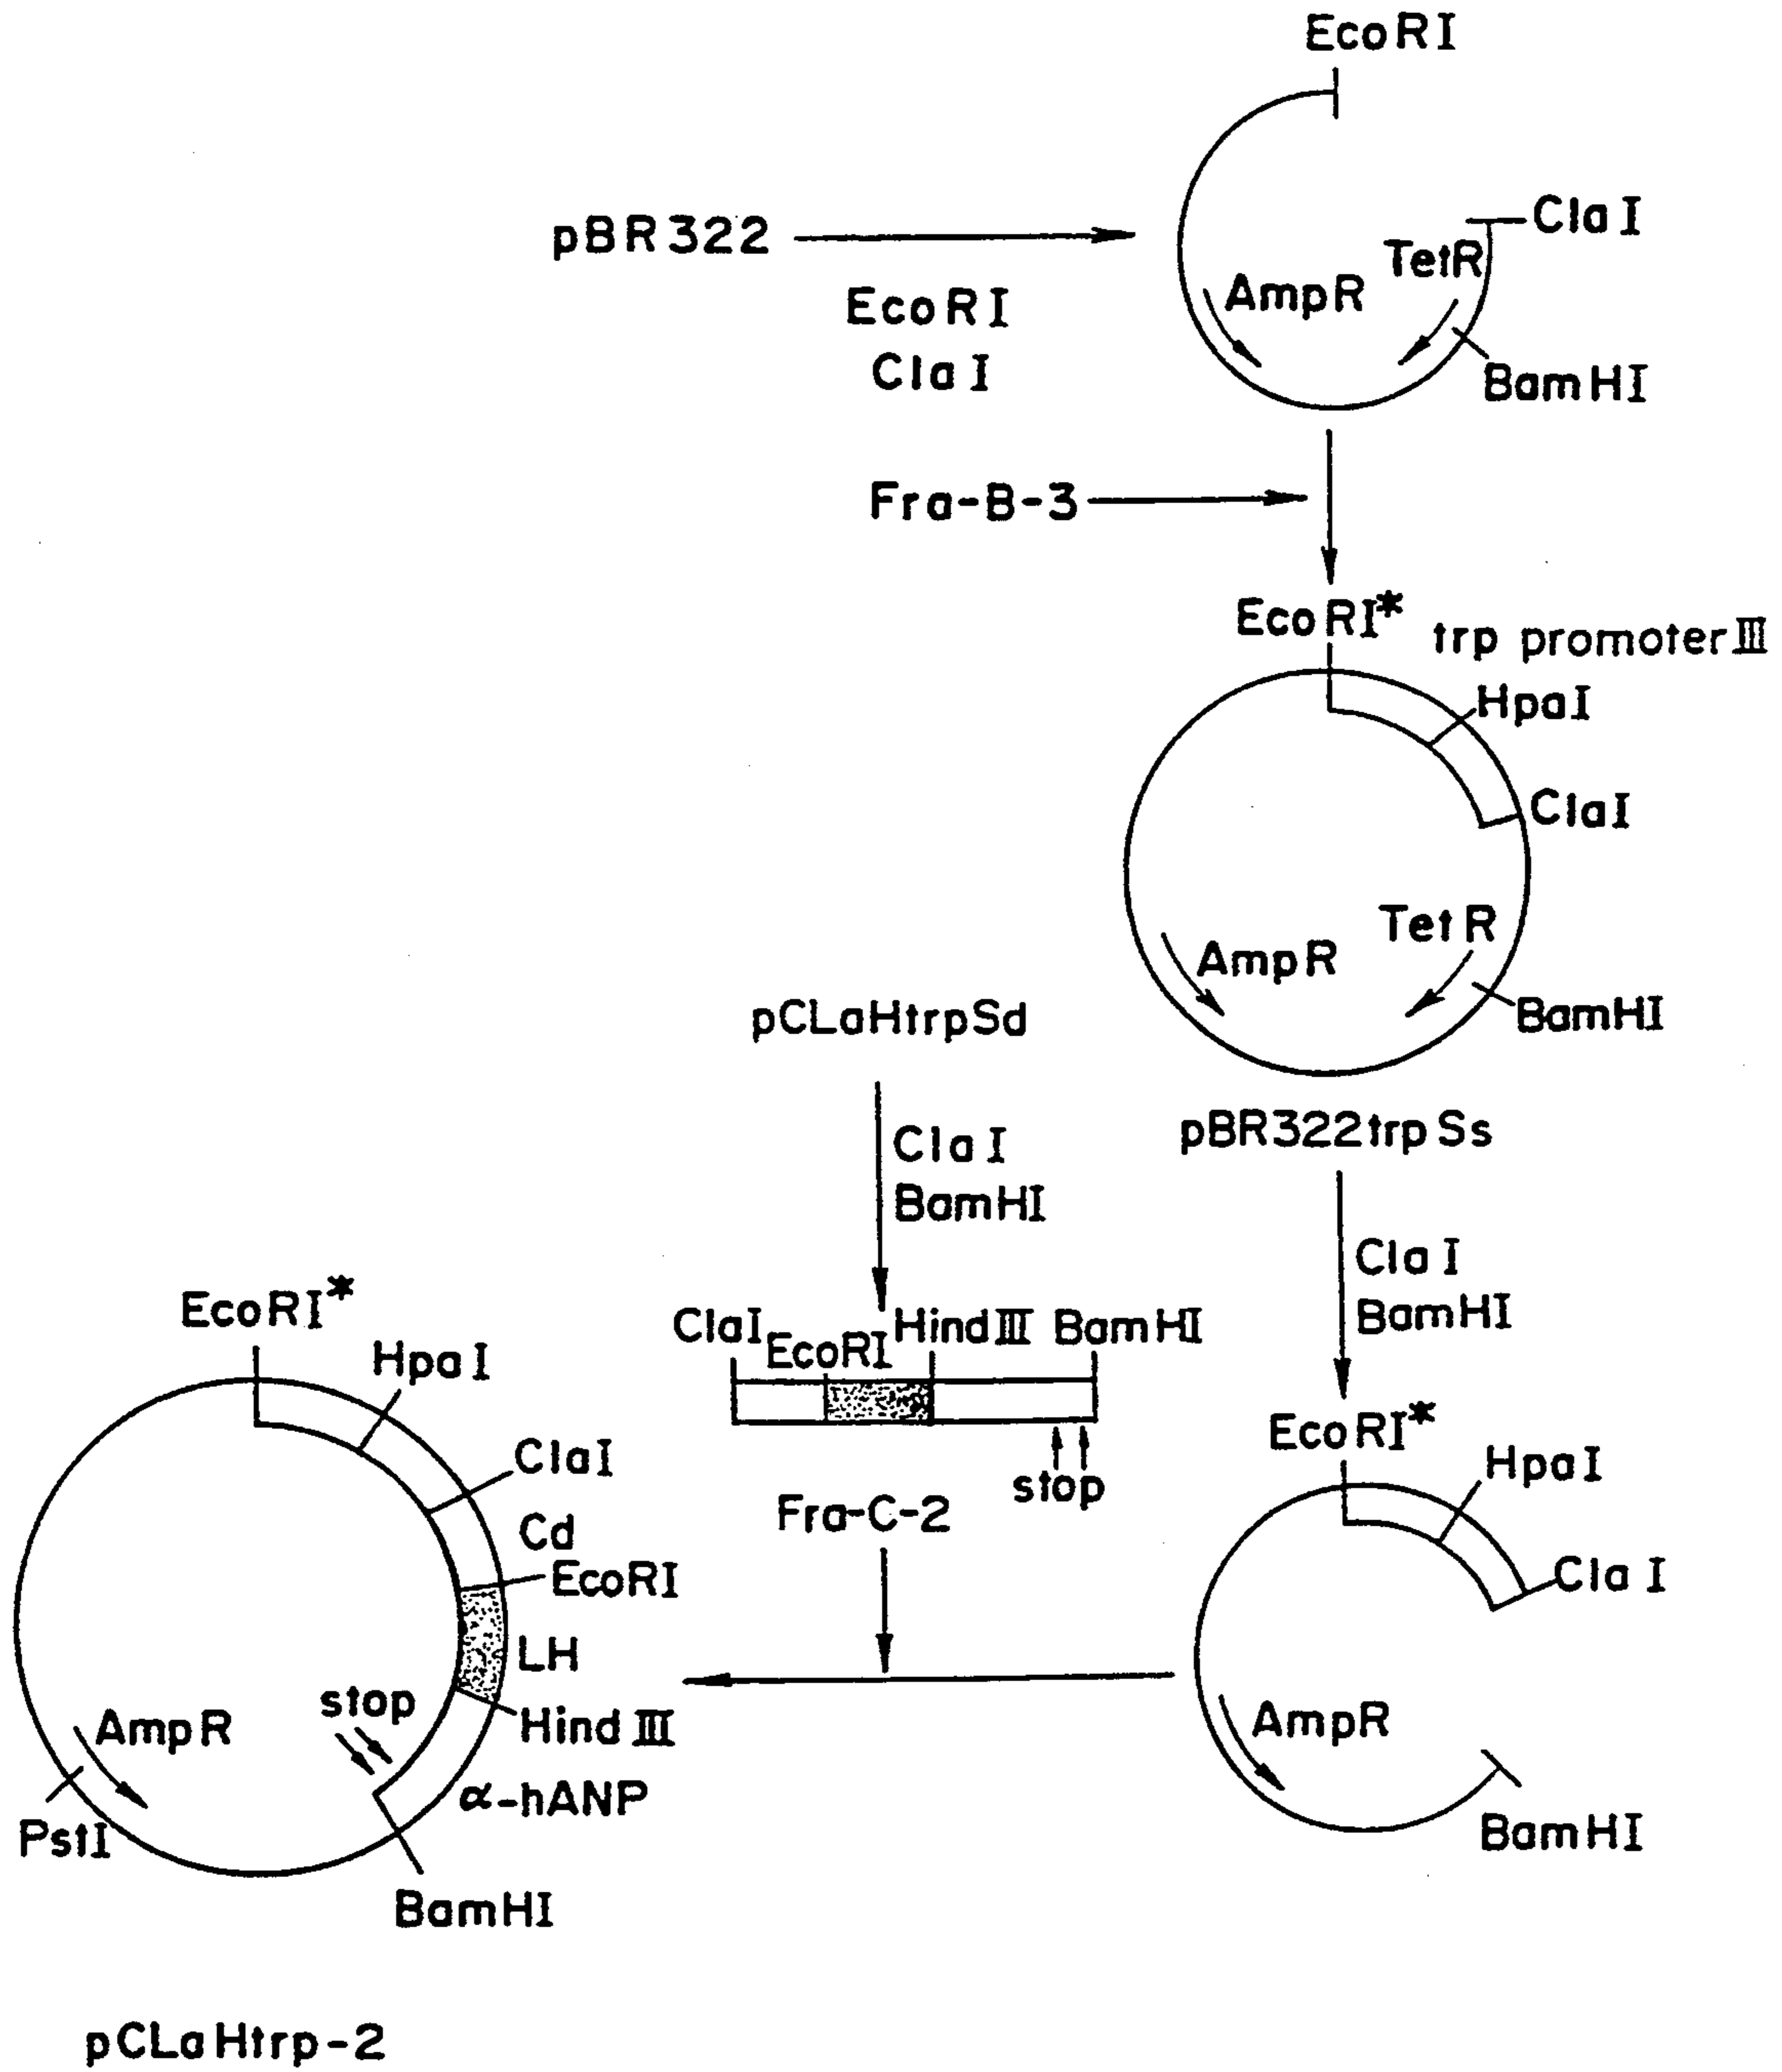 EcoRI
pBR322
EcoRI
ClaI
ClaI
TetR
AmpR
BamHI
Fra-B-3
EcoRI*
trp promoter III
HpaI
ClaI
TetR
AmpR
BamHI
pBR322trpSs
pCLaHtrpSd
ClaI
BamHI
ClaI
BamHI
ClaI
EcoRI
HindIII
BamHI
stop
Fra-C-2
EcoRI*
HpaI
ClaI
AmpR
BamHI
EcoRI*
HpaI
ClaI
Cd
EcoRI
LH
HindIII
stop
AmpR
α-hANP
PstI
BamHI
pCLaHtrp-2